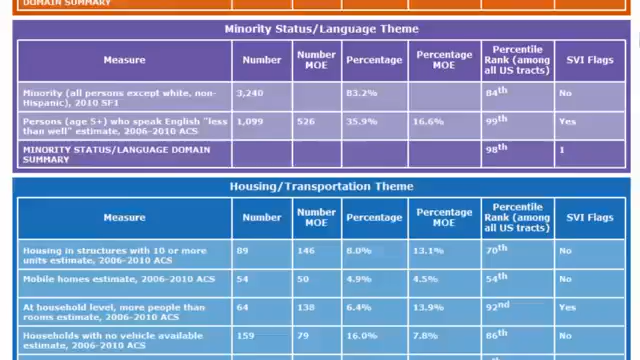 DOMAIN SUMMARY
Minority Status/Language Theme
Measure Number Number MOE Percentage Percentage MOE Percentile Rank (among all US tracts) SVI Flags
Minority (all persons except white, non-Hispanic), 2010 SF1 3,240 83.2% 84th No
Persons (age 5+) who speak English "less than well" estimate, 2006-2010 ACS 1,099 526 35.9% 16.6% 99th Yes
MINORITY STATUS/LANGUAGE DOMAIN SUMMARY 98th 1
Housing/Transportation Theme
Measure Number Number MOE Percentage Percentage MOE Percentile Rank (among all US tracts) SVI Flags
Housing in structures with 10 or more units estimate, 2006-2010 ACS 89 146 8.0% 13.1% 70th No
Mobile homes estimate, 2006-2010 ACS 54 50 4.9% 4.5% 54th No
At household level, more people than rooms estimate, 2006-2010 ACS 64 138 6.4% 13.9% 92nd Yes
Households with no vehicle available estimate, 2006-2010 ACS 159 79 16.0% 7.8% 86th No